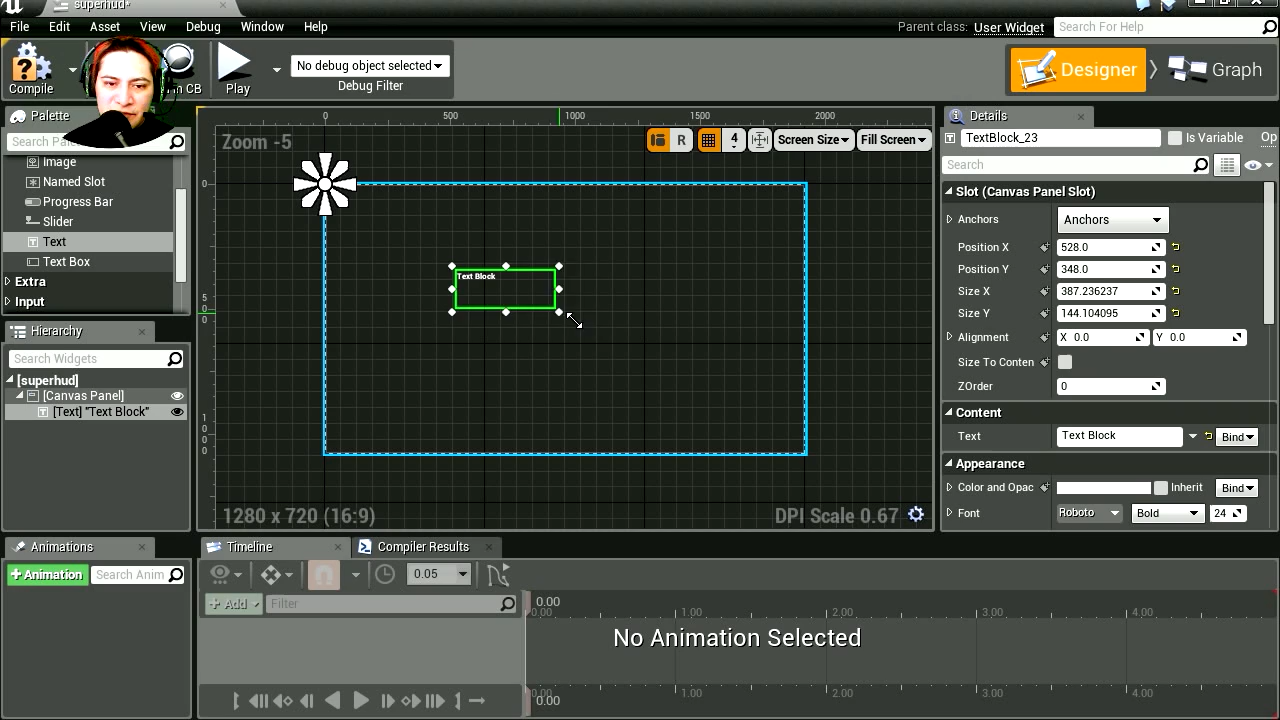 superhud*
File Edit Asset View Debug Window Help
Parent class: User Widget Search For Help
Compile
CB
Play
No debug object selected
Debug Filter
Designer
Graph
Palette
Search
Image
Named Slot
Progress Bar
Slider
Text
Text Box
Extra
Input
Zoom -5
0 500 1000 1500 2000
4 R Screen Size Fill Screen
0
5
0
0
1
0
0
0
Text Block
1280 x 720 (16:9)
DPI Scale 0.67
Details
TextBlock_23 Is Variable Op
Search
Slot (Canvas Panel Slot)
Anchors Anchors
Position X 528.0
Position Y 348.0
Size X 387.236237
Size Y 144.104095
Alignment X 0.0 Y 0.0
Size To Conten
ZOrder 0
Content
Text Text Block Bind
Appearance
Color and Opac Inherit Bind
Font Roboto Bold 24
Hierarchy
Search Widgets
[superhud]
[Canvas Panel]
[Text] "Text Block"
Animations
+Animation Search Anim
Timeline Compiler Results
0.05
+ Add Filter
0.00
0.00 1.00 2.00 3.00 4.00
No Animation Selected
0.00 1.00 2.00 3.00 4.00
0.00